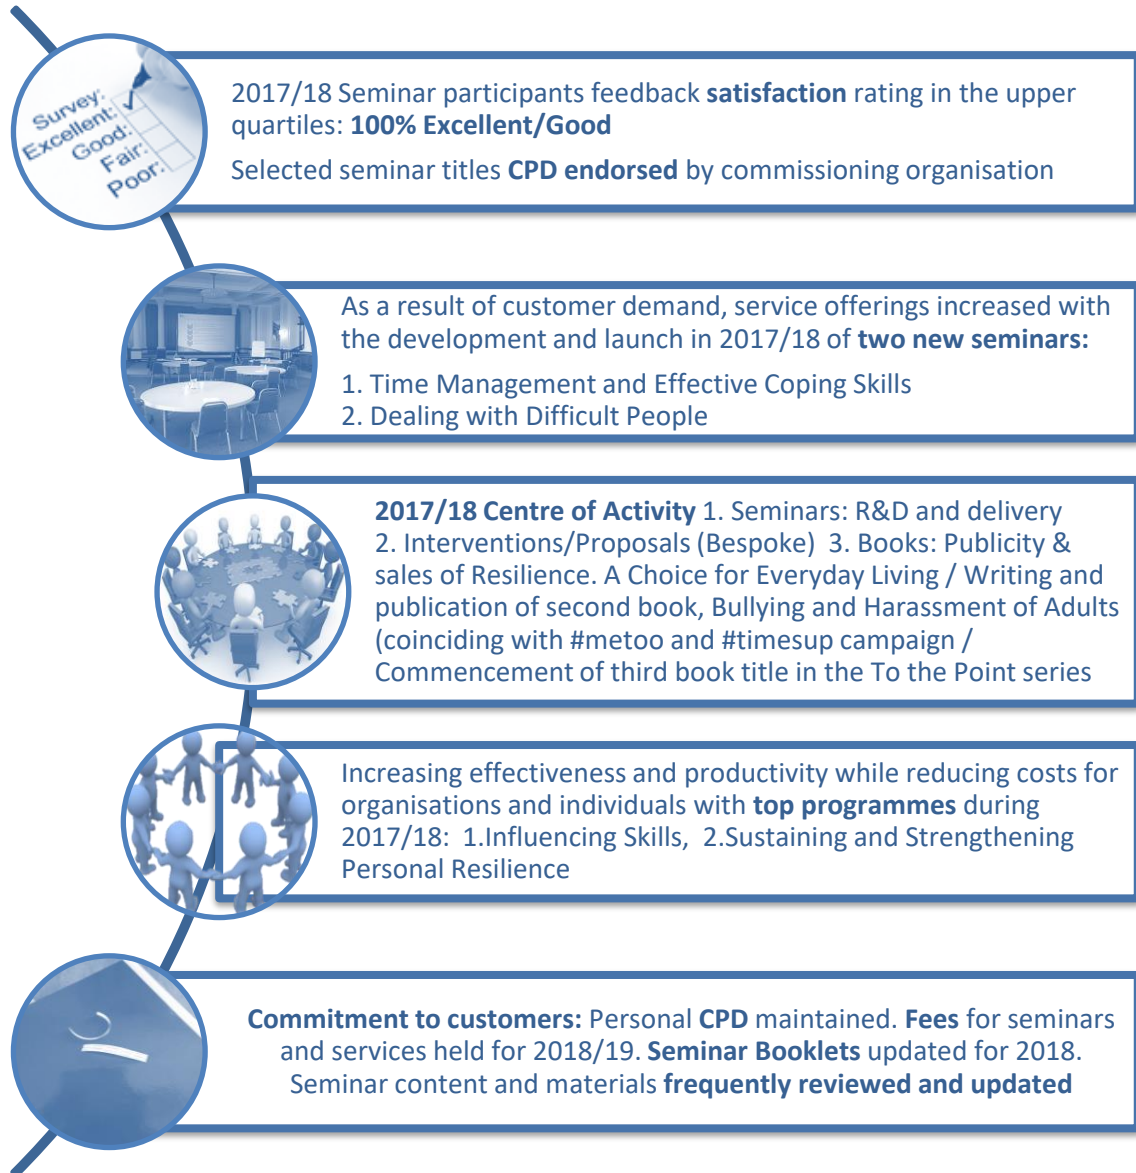 Survey:
Excellent:
Good:
Fair:
Poor:
2017/18 Seminar participants feedback satisfaction rating in the upper
quartiles: 100% Excellent/Good
Selected seminar titles CPD endorsed by commissioning organisation
As a result of customer demand, service offerings increased with
the development and launch in 2017/18 of two new seminars:
1. Time Management and Effective Coping Skills
2. Dealing with Difficult People
2017/18 Centre of Activity 1. Seminars: R&D and delivery
2. Interventions/Proposals (Bespoke)  3. Books: Publicity &
sales of Resilience. A Choice for Everyday Living / Writing and
publication of second book, Bullying and Harassment of Adults
(coinciding with #metoo and #timesup campaign /
Commencement of third book title in the To the Point series
Increasing effectiveness and productivity while reducing costs for
organisations and individuals with top programmes during
2017/18:  1.Influencing Skills,  2.Sustaining and Strengthening
Personal Resilience
Commitment to customers: Personal CPD maintained. Fees for seminars
and services held for 2018/19. Seminar Booklets updated for 2018.
Seminar content and materials frequently reviewed and updated